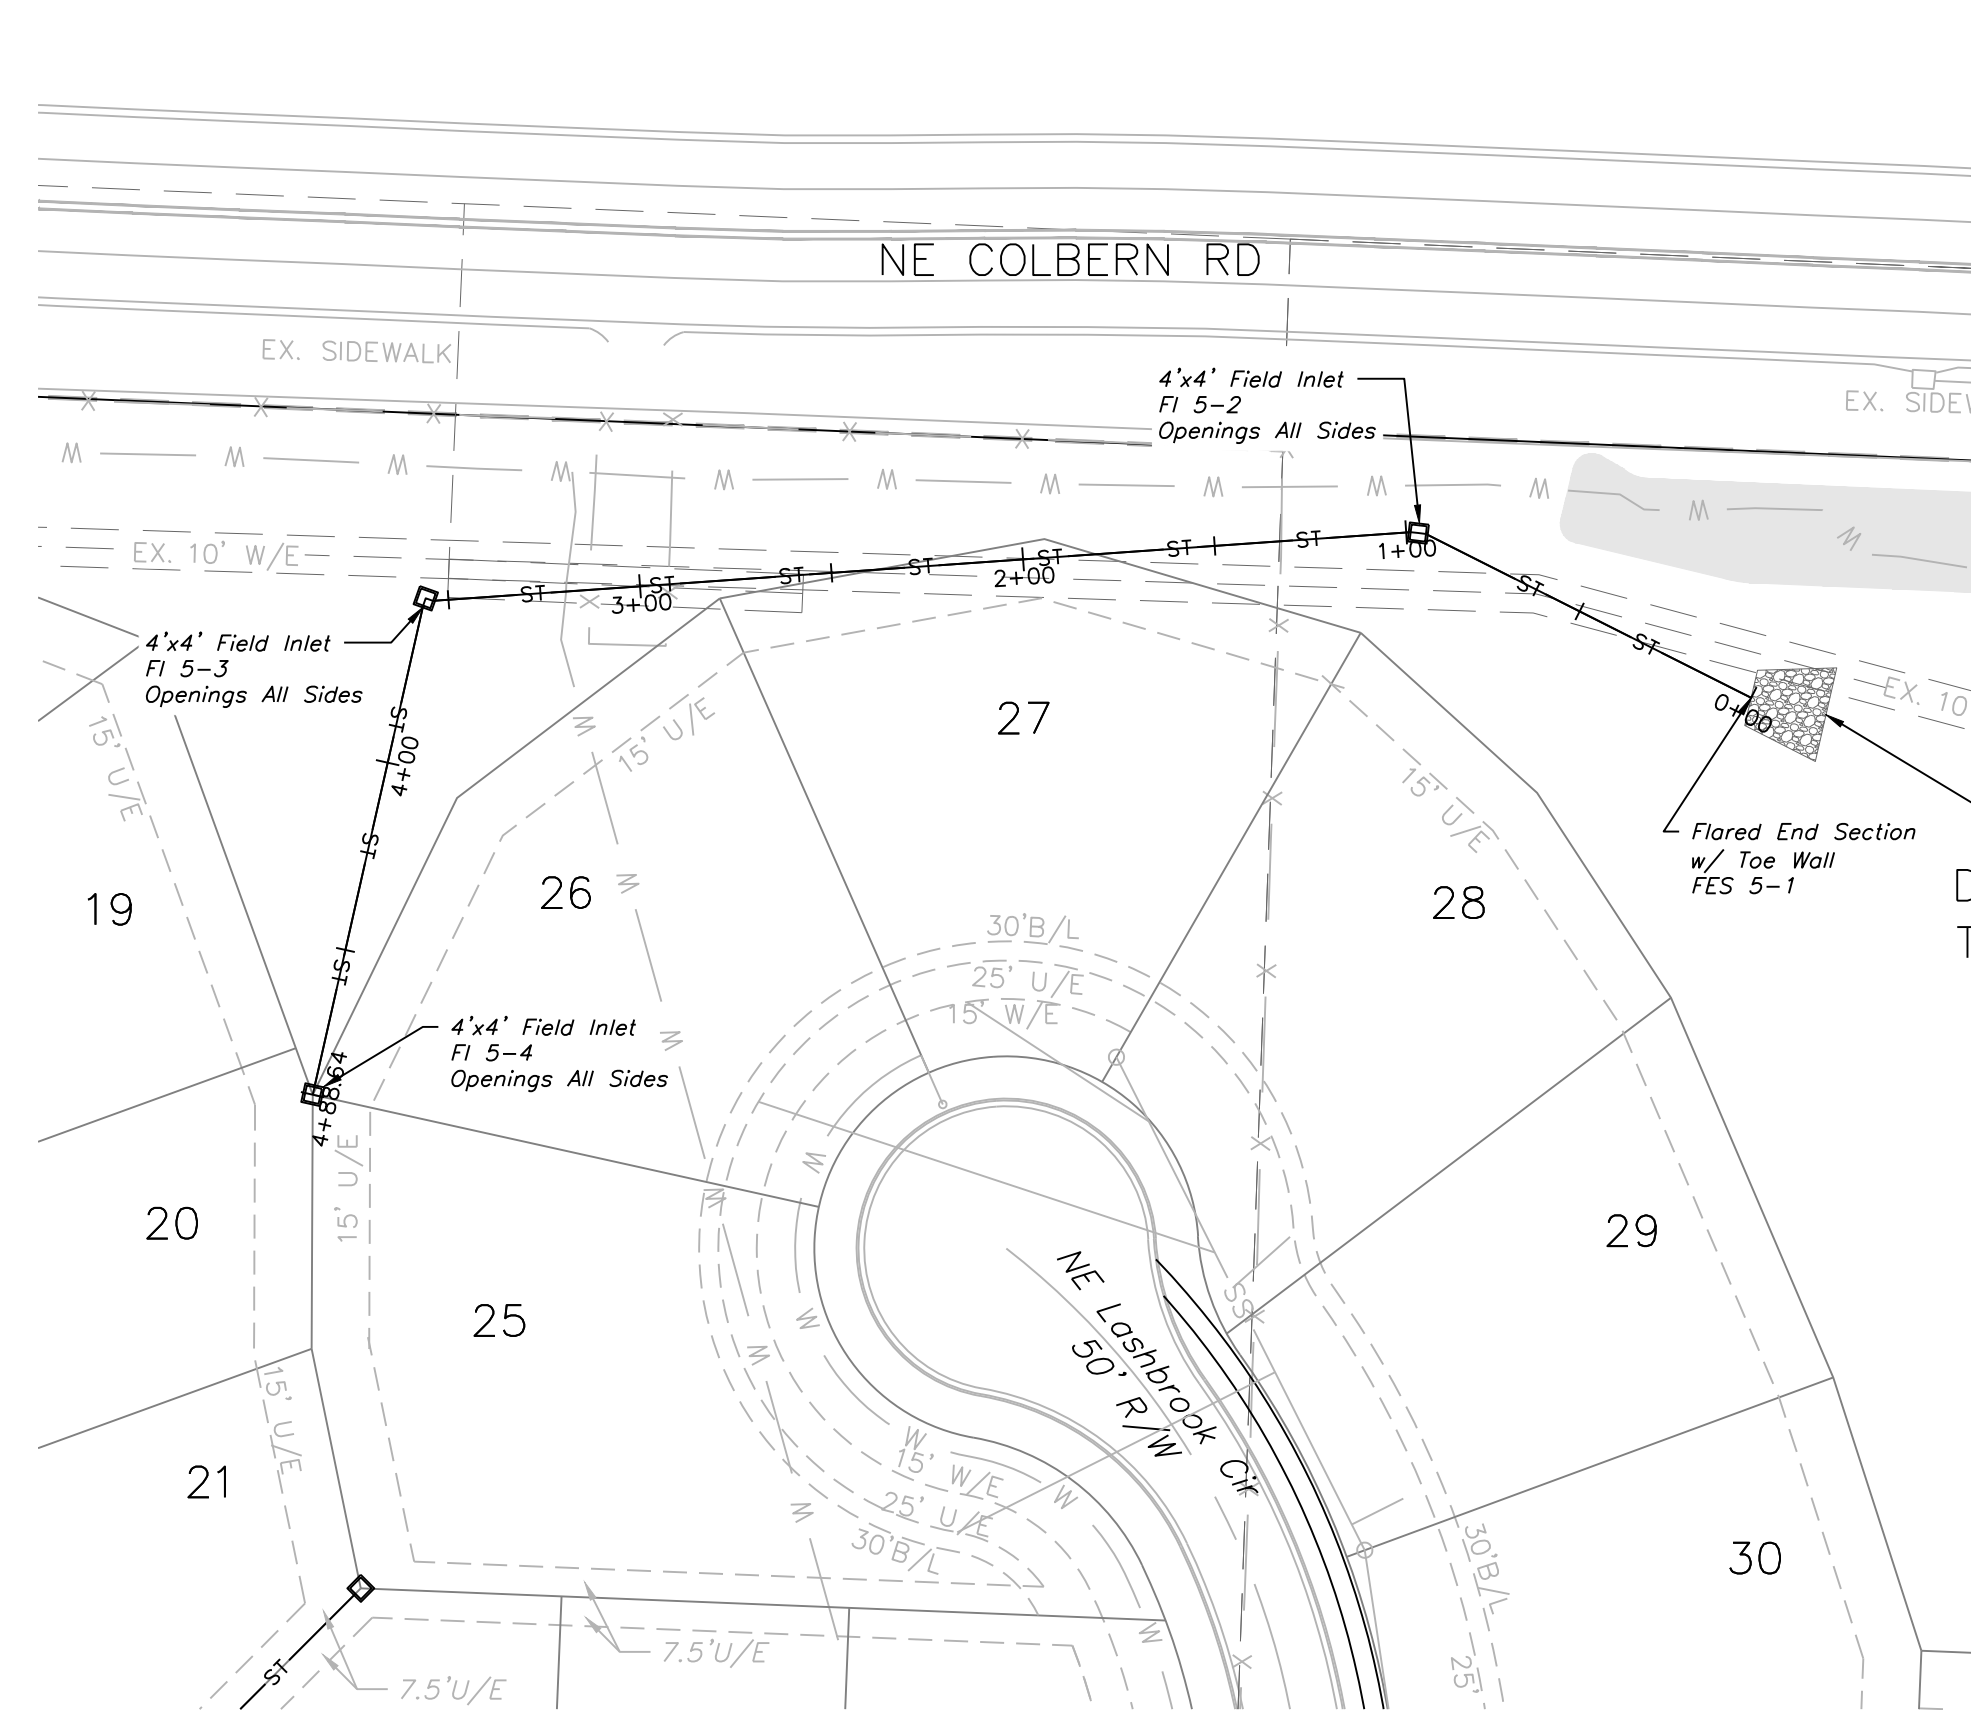 NE COLBERN RD
EX. SIDEWALK
4'x4' Field Inlet
FI 5-2
Openings All Sides
W
W
W
W
W
W
W
W
W
W
W
W
EX. 10' W/E
ST
ST
ST
ST
ST
ST
ST
1+00
2+00
3+00
ST
ST
0+00
EX. 10
4'x4' Field Inlet
FI 5-3
Openings All Sides
ST
4+00
ST
ST
15' U/E
15' U/E
15' U/E
27
26
28
19
Flared End Section
w/ Toe Wall
FES 5-1
30'B/L
25' U/E
15' W/E
4'x4' Field Inlet
FI 5-4
Openings All Sides
4+88.64
15' U/E
W
W
W
W
W
W
W
W
W
W
W
W
20
25
29
SS
NE Lashbrook Cir
50' R/W
15' U/E
21
15' W/E
25' U/E
30'B/L
30
30'B/L
25'
7.5'U/E
7.5'U/E
ST